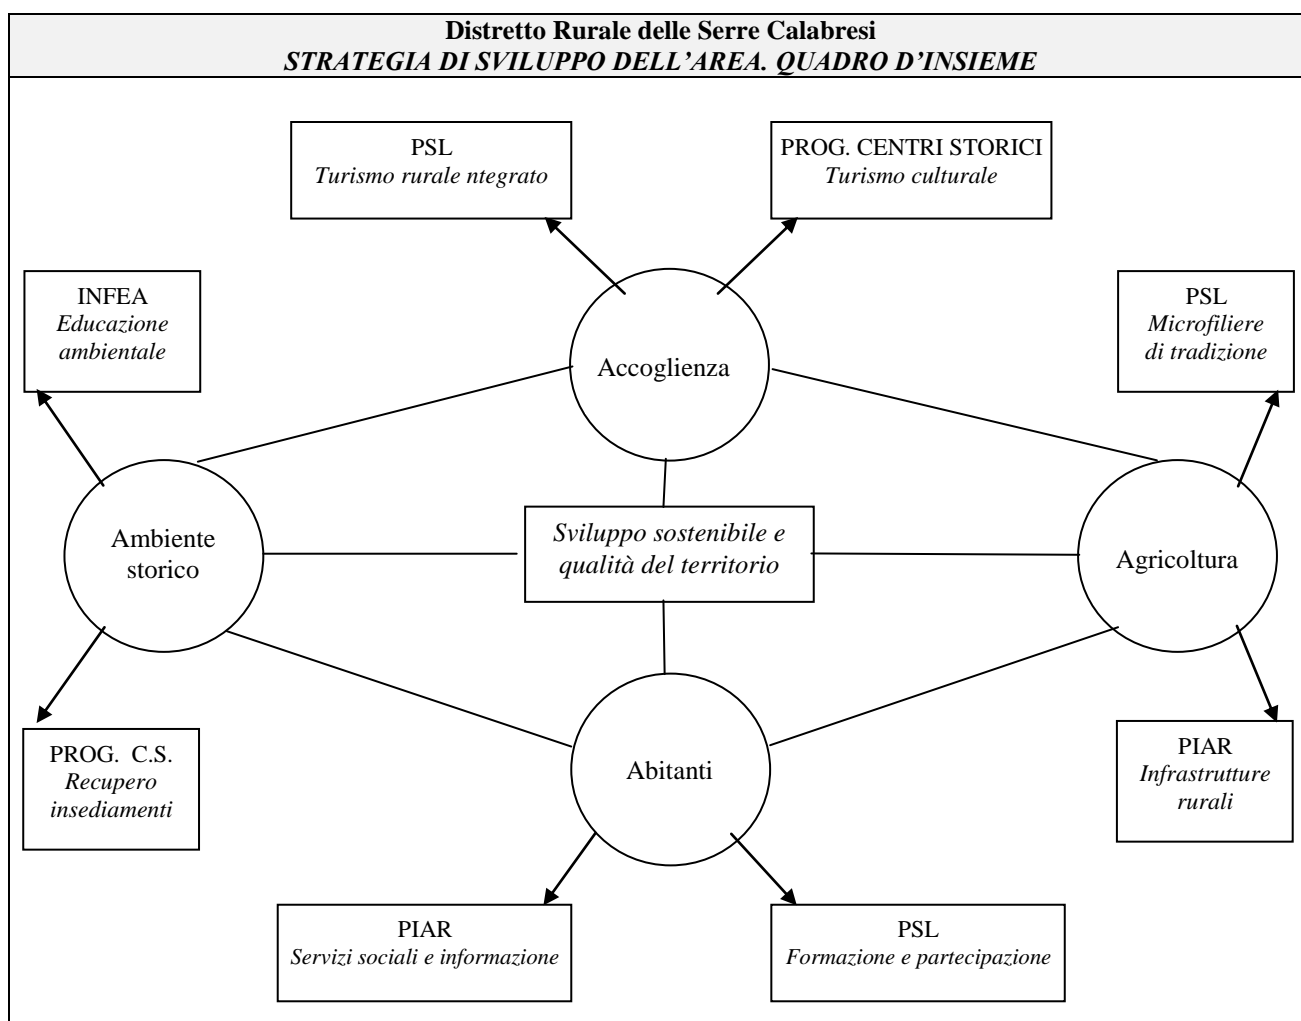 Distretto Rurale delle Serre Calabresi
STRATEGIA DI SVILUPPO DELL’AREA. QUADRO D’INSIEME
PSL
Turismo rurale ntegrato
PROG. CENTRI STORICI
Turismo culturale
INFEA
Educazione
ambientale
PSL
Microfiliere
di tradizione
Accoglienza
Ambiente
storico
Sviluppo sostenibile e
qualità del territorio
Agricoltura
PROG. C.S.
Recupero
insediamenti
Abitanti
PIAR
Infrastrutture
rurali
PIAR
Servizi sociali e informazione
PSL
Formazione e partecipazione